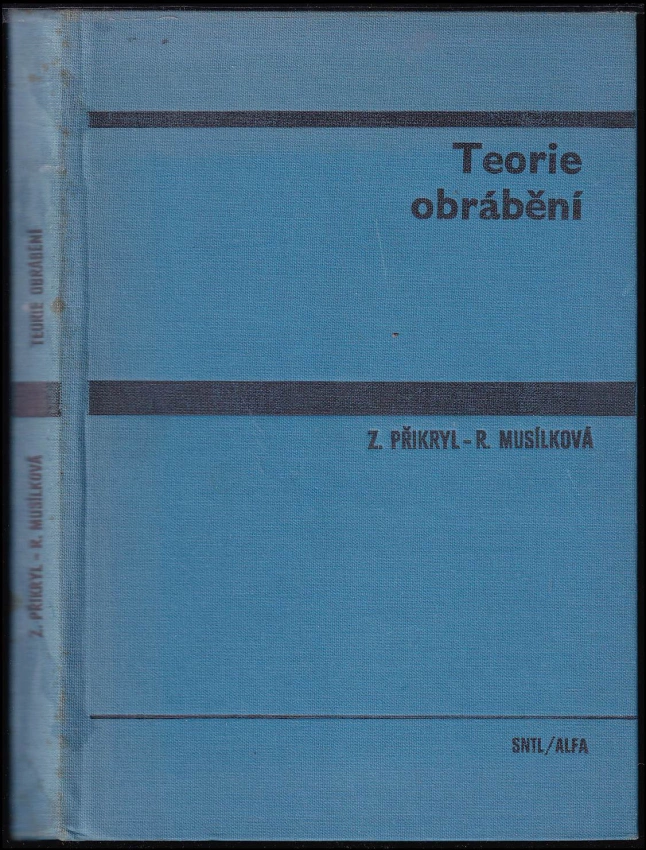 Teorie
obrábění
Z. PŘIKRYL – R. MUSÍLKOVÁ
SNTL/ALFA
TEORIE OBRÁBĚNÍ
Z. PŘIKRYL – R. MUSÍLKOVÁ